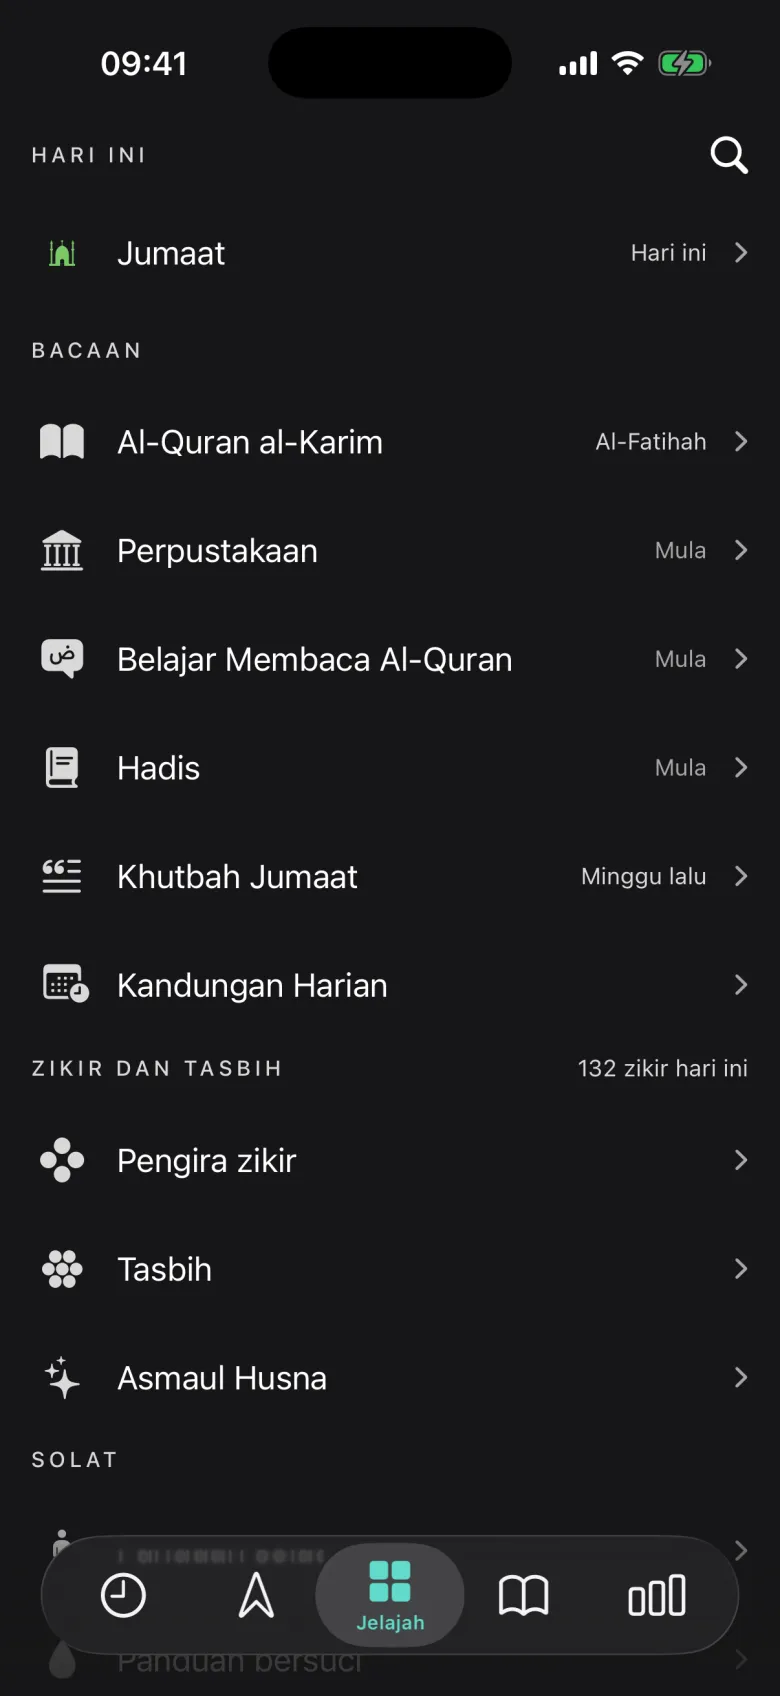 09:41
HARI INI
Jumaat
Hari ini
BACAAN
Al-Quran al-Karim
Al-Fatihah
Perpustakaan
Mula
ض
Belajar Membaca Al-Quran
Mula
Hadis
Mula
Khutbah Jumaat
Minggu lalu
Kandungan Harian
ZIKIR DAN TASBIH
132 zikir hari ini
Pengira zikir
Tasbih
Asmaul Husna
SOLAT
Jelajah
Panduan bersuci